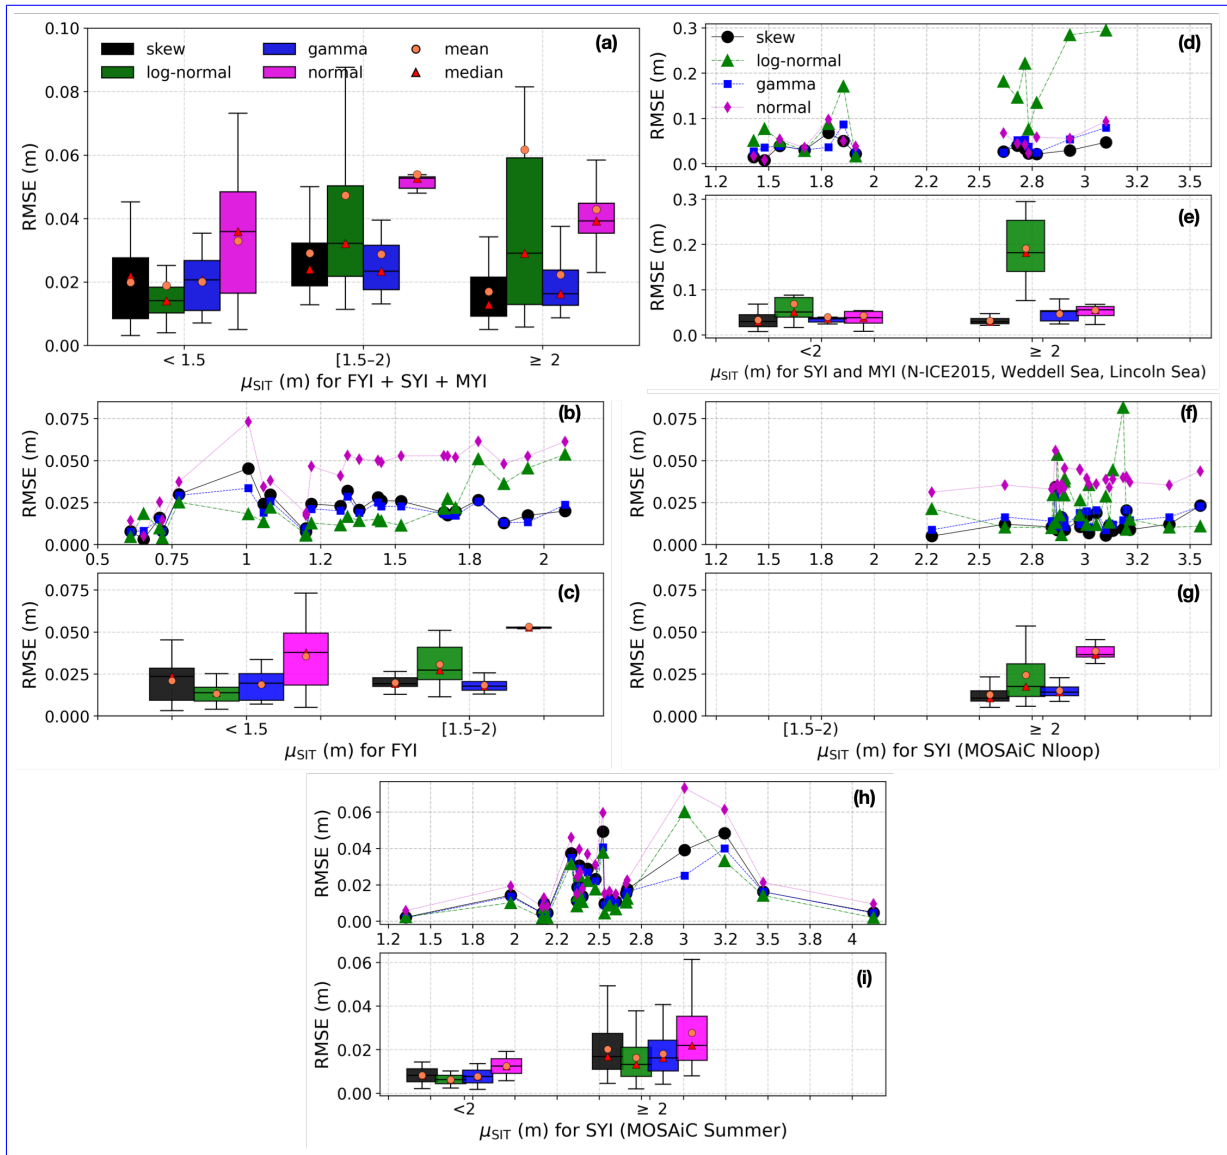 (a)
skew
log-normal
gamma
normal
mean
median
RMSE (m)
0.10
0.08
0.06
0.04
0.02
0.00
< 1.5
[1.5–2)
≥ 2
μSIT (m) for FYI + SYI + MYI
(d)
skew
log-normal
gamma
normal
RMSE (m)
0.3
0.2
0.1
0.0
1.2 1.5 1.8 2 2.2 2.5 2.8 3 3.2 3.5
(e)
RMSE (m)
0.3
0.2
0.1
0.0
<2
≥ 2
μSIT (m) for SYI and MYI (N-ICE2015, Weddell Sea, Lincoln Sea)
(b)
RMSE (m)
0.075
0.050
0.025
0.000
0.5 0.75 1 1.2 1.5 1.8 2
(c)
RMSE (m)
0.075
0.050
0.025
0.000
< 1.5
[1.5–2)
μSIT (m) for FYI
(f)
RMSE (m)
0.075
0.050
0.025
0.000
1.2 1.5 1.8 2 2.2 2.5 2.8 3 3.2 3.5
(g)
RMSE (m)
0.075
0.050
0.025
0.000
[1.5–2)
≥ 2
μSIT (m) for SYI (MOSAiC Nloop)
(h)
RMSE (m)
0.06
0.04
0.02
0.00
1.2 1.5 1.8 2 2.2 2.5 2.8 3 3.2 3.5 3.8 4
(i)
RMSE (m)
0.06
0.04
0.02
0.00
<2
≥ 2
μSIT (m) for SYI (MOSAiC Summer)